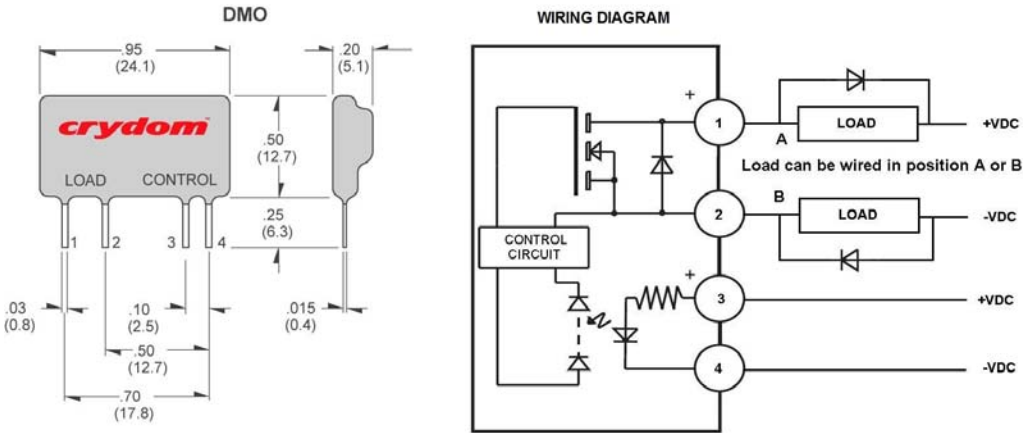 DMO
.95
(24.1)
.20
(5.1)
crydom™
.50
(12.7)
LOAD CONTROL
.25
(6.3)
1 2 3 4
.03
(0.8)
.10
(2.5)
.015
(0.4)
.50
(12.7)
.70
(17.8)
WIRING DIAGRAM
+
1
A
LOAD
+VDC
Load can be wired in position A or B
2
B
LOAD
-VDC
CONTROL
CIRCUIT
+
3
+VDC
4
-VDC